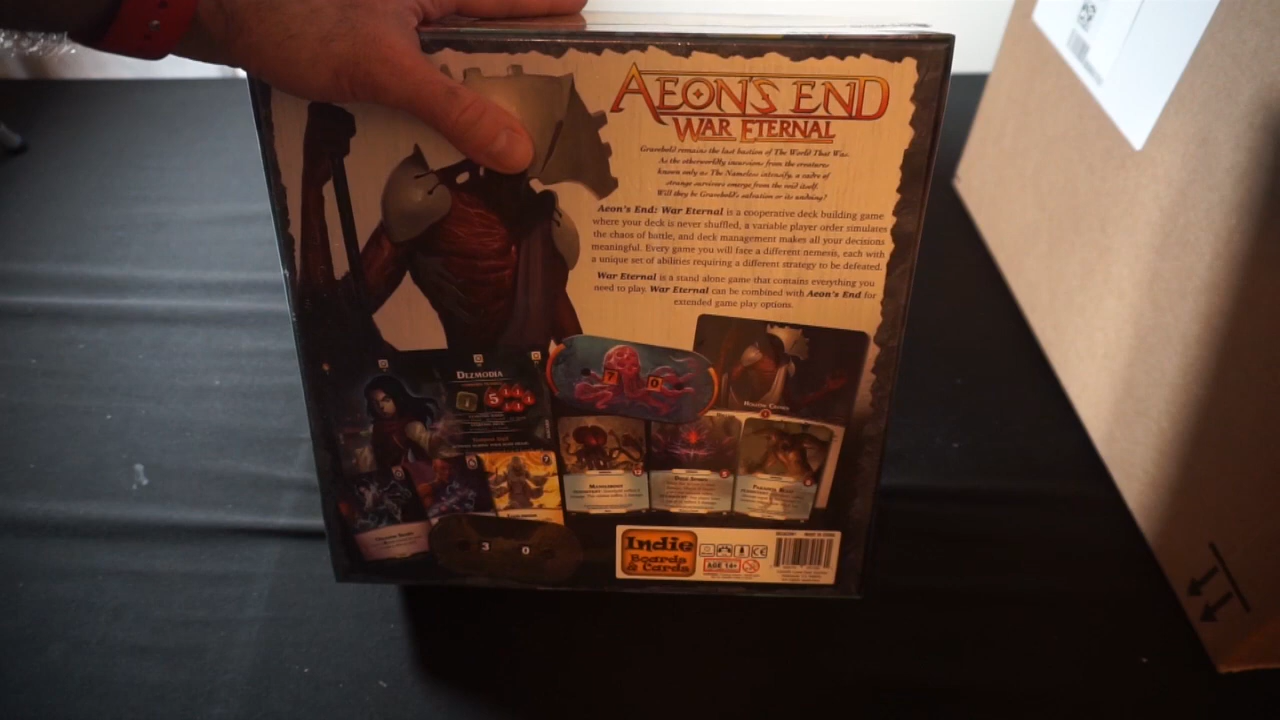 AEON'S END
WAR ETERNAL
Gravehold remains the last bastion of The World That Was.
As the otherworldly incursions from the creatures
known only as The Nameless intensify, a cadre of
strange survivors emerge from the void itself.
Will they be Gravehold's salvation or its undoing?
Aeon's End: War Eternal is a cooperative deck building game
where your deck is never shuffled, a variable player order simulates
the chaos of battle, and deck management makes all your decisions
meaningful. Every game you will face a different nemesis, each with
a unique set of abilities requiring a different strategy to be defeated.
War Eternal is a stand alone game that contains everything you
need to play. War Eternal can be combined with Aeon's End for
extended game play options.
DEZMODIA
5
7 0
3 0
Indie
Boards
& Cards
AGE 14+
CE